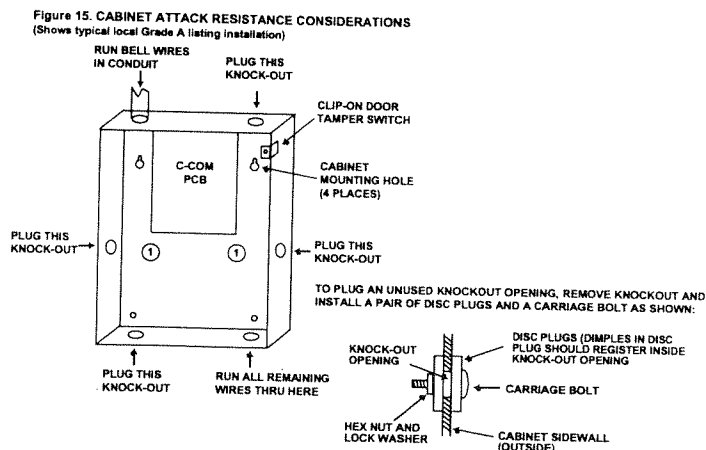 Figure 15. CABINET ATTACK RESISTANCE CONSIDERATIONS
(Shows typical local Grade A listing installation)
RUN BELL WIRES
IN CONDUIT
PLUG THIS
KNOCK-OUT
CLIP-ON DOOR
TAMPER SWITCH
C-COM
PCB
CABINET
MOUNTING HOLE
(4 PLACES)
PLUG THIS
KNOCK-OUT
1
1
PLUG THIS
KNOCK-OUT
PLUG THIS
KNOCK-OUT
RUN ALL REMAINING
WIRES THRU HERE
TO PLUG AN UNUSED KNOCKOUT OPENING, REMOVE KNOCKOUT AND
INSTALL A PAIR OF DISC PLUGS AND A CARRIAGE BOLT AS SHOWN:
KNOCK-OUT
OPENING
DISC PLUGS (DIMPLES IN DISC
PLUG SHOULD REGISTER INSIDE
KNOCK-OUT OPENING
CARRIAGE BOLT
HEX NUT AND
LOCK WASHER
CABINET SIDEWALL
(OUTSIDE)